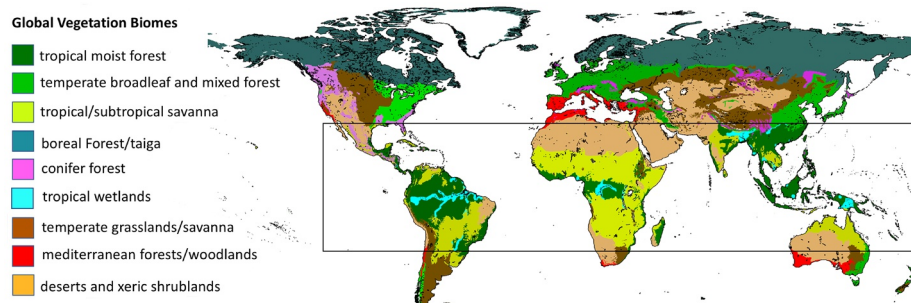 Global Vegetation Biomes
tropical moist forest
temperate broadleaf and mixed forest
tropical/subtropical savanna
boreal Forest/taiga
conifer forest
tropical wetlands
temperate grasslands/savanna
mediterranean forests/woodlands
deserts and xeric shrublands